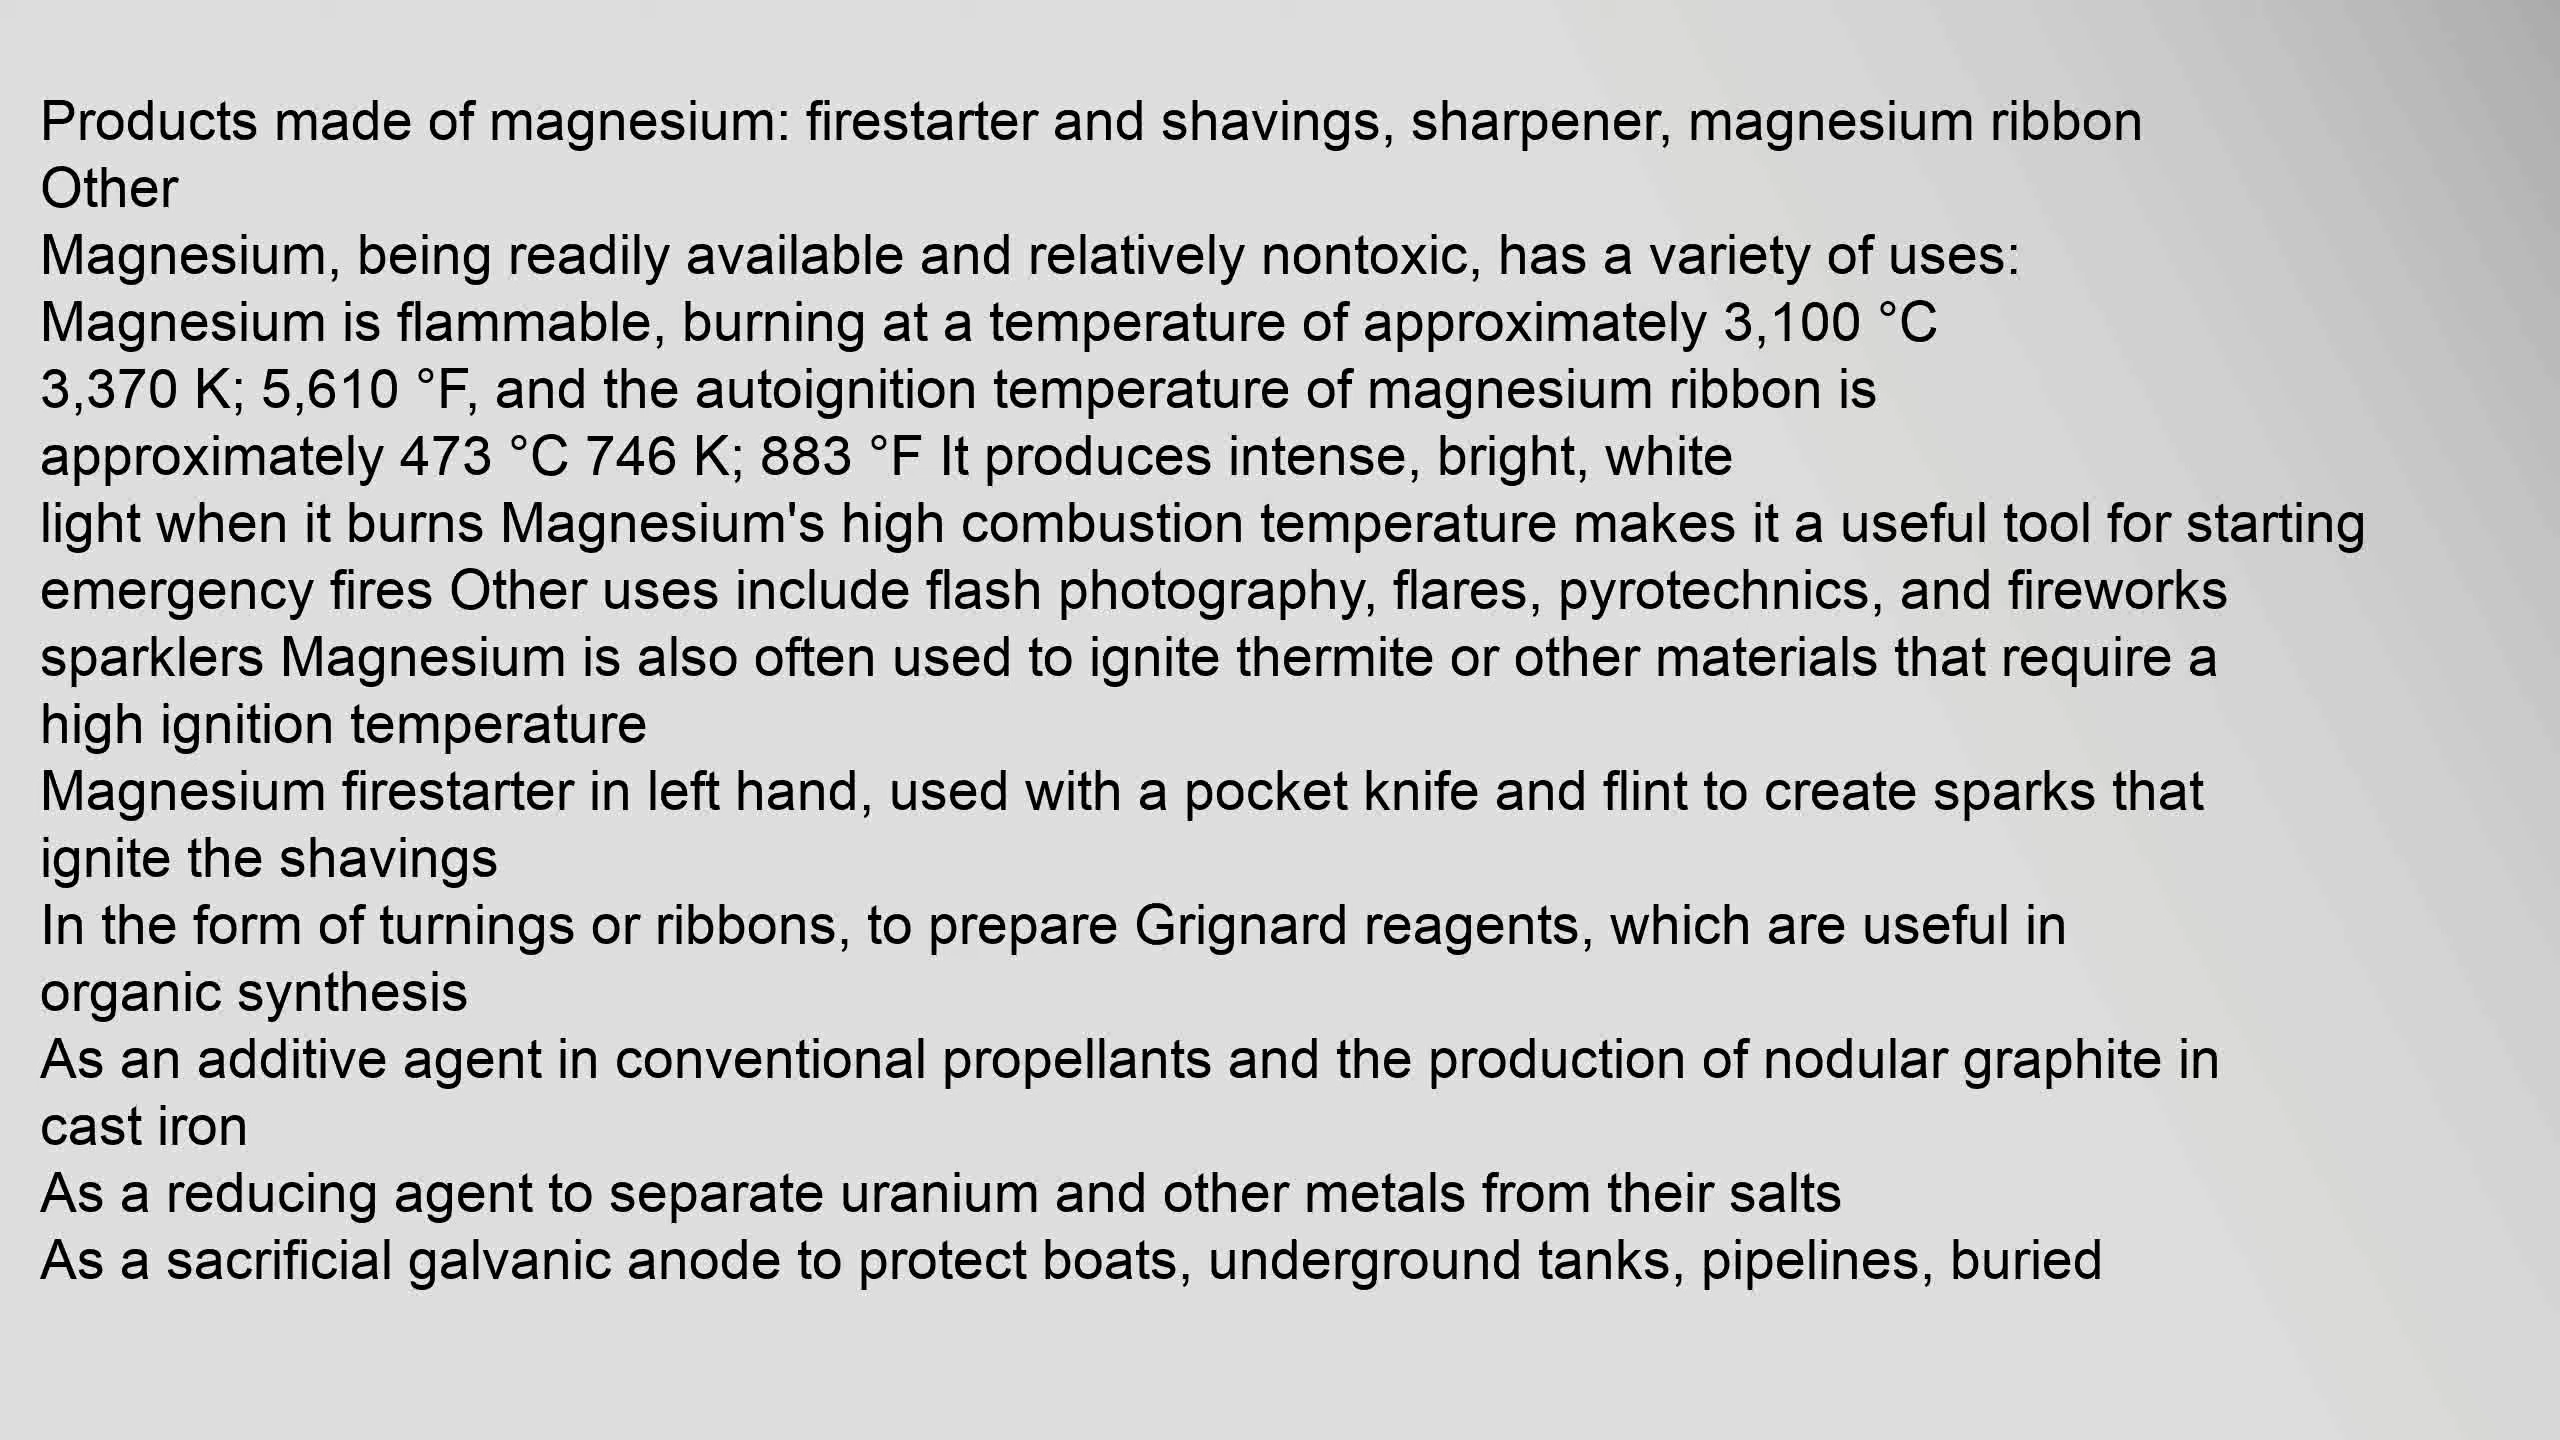 Products made of magnesium: firestarter and shavings, sharpener, magnesium ribbon
Other
Magnesium, being readily available and relatively nontoxic, has a variety of uses:
Magnesium is flammable, burning at a temperature of approximately 3,100 °C
3,370 K; 5,610 °F, and the autoignition temperature of magnesium ribbon is
approximately 473 °C 746 K; 883 °F It produces intense, bright, white
light when it burns Magnesium's high combustion temperature makes it a useful tool for starting
emergency fires Other uses include flash photography, flares, pyrotechnics, and fireworks
sparklers Magnesium is also often used to ignite thermite or other materials that require a
high ignition temperature
Magnesium firestarter in left hand, used with a pocket knife and flint to create sparks that
ignite the shavings
In the form of turnings or ribbons, to prepare Grignard reagents, which are useful in
organic synthesis
As an additive agent in conventional propellants and the production of nodular graphite in
cast iron
As a reducing agent to separate uranium and other metals from their salts
As a sacrificial galvanic anode to protect boats, underground tanks, pipelines, buried